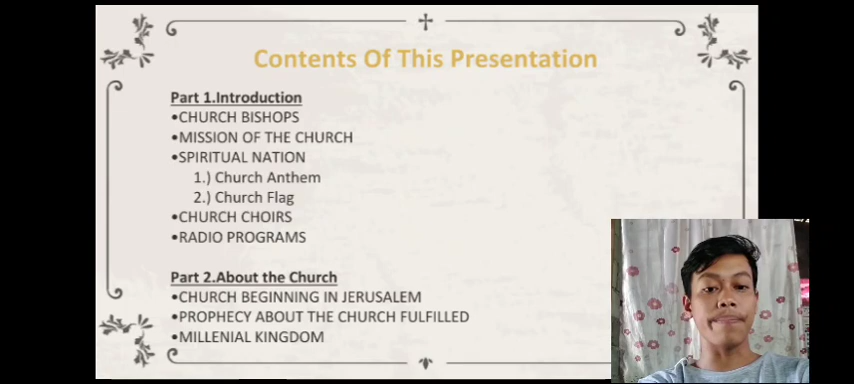 Contents Of This Presentation
Part 1.Introduction
•CHURCH BISHOPS
•MISSION OF THE CHURCH
•SPIRITUAL NATION
1.) Church Anthem
2.) Church Flag
•CHURCH CHOIRS
•RADIO PROGRAMS
Part 2.About the Church
•CHURCH BEGINNING IN JERUSALEM
•PROPHECY ABOUT THE CHURCH FULFILLED
•MILLENIAL KINGDOM